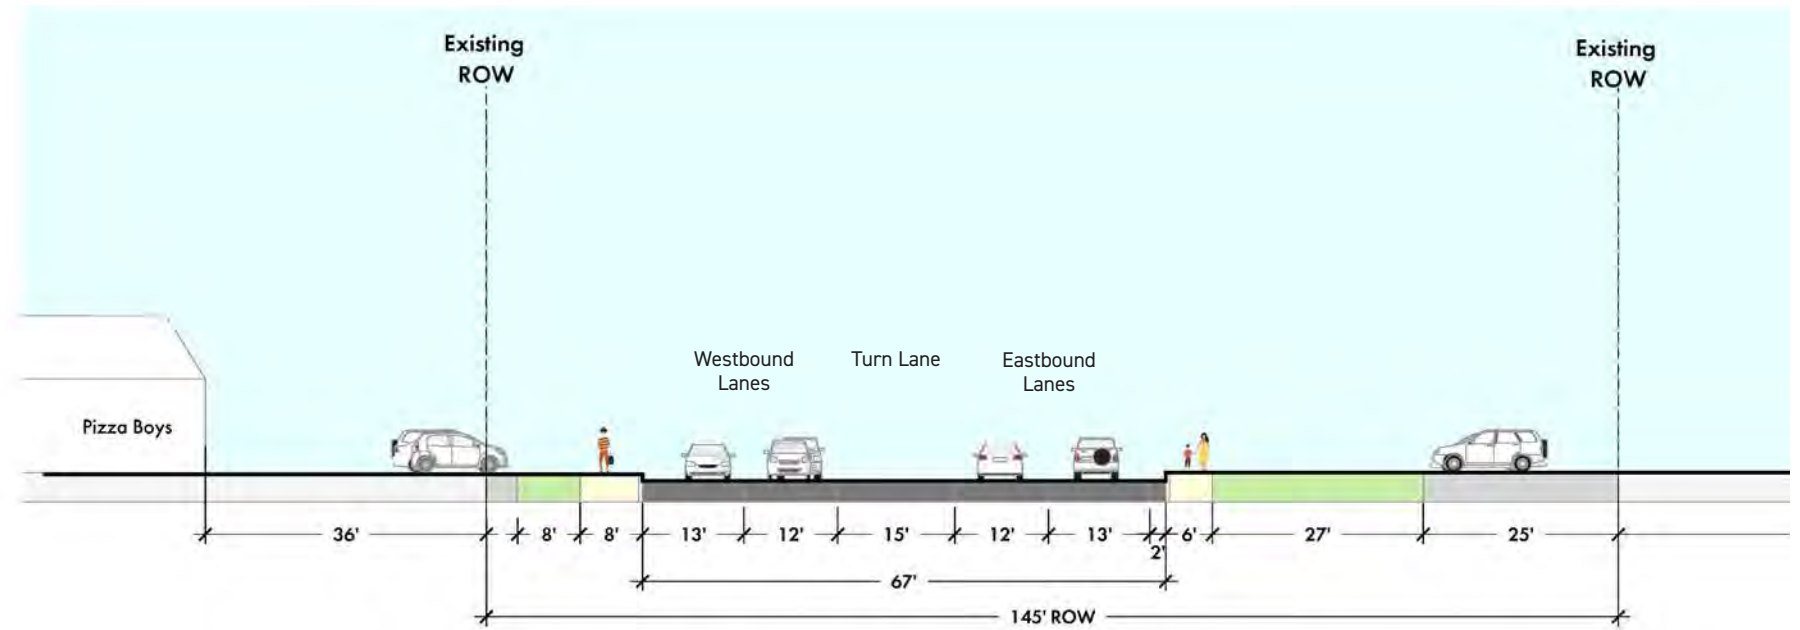 Existing
ROW
Existing
ROW
Westbound
Lanes
Turn Lane
Eastbound
Lanes
Pizza Boys
36'
8'
8'
13'
12'
15'
12'
13'
2'
6'
27'
25'
67'
145' ROW